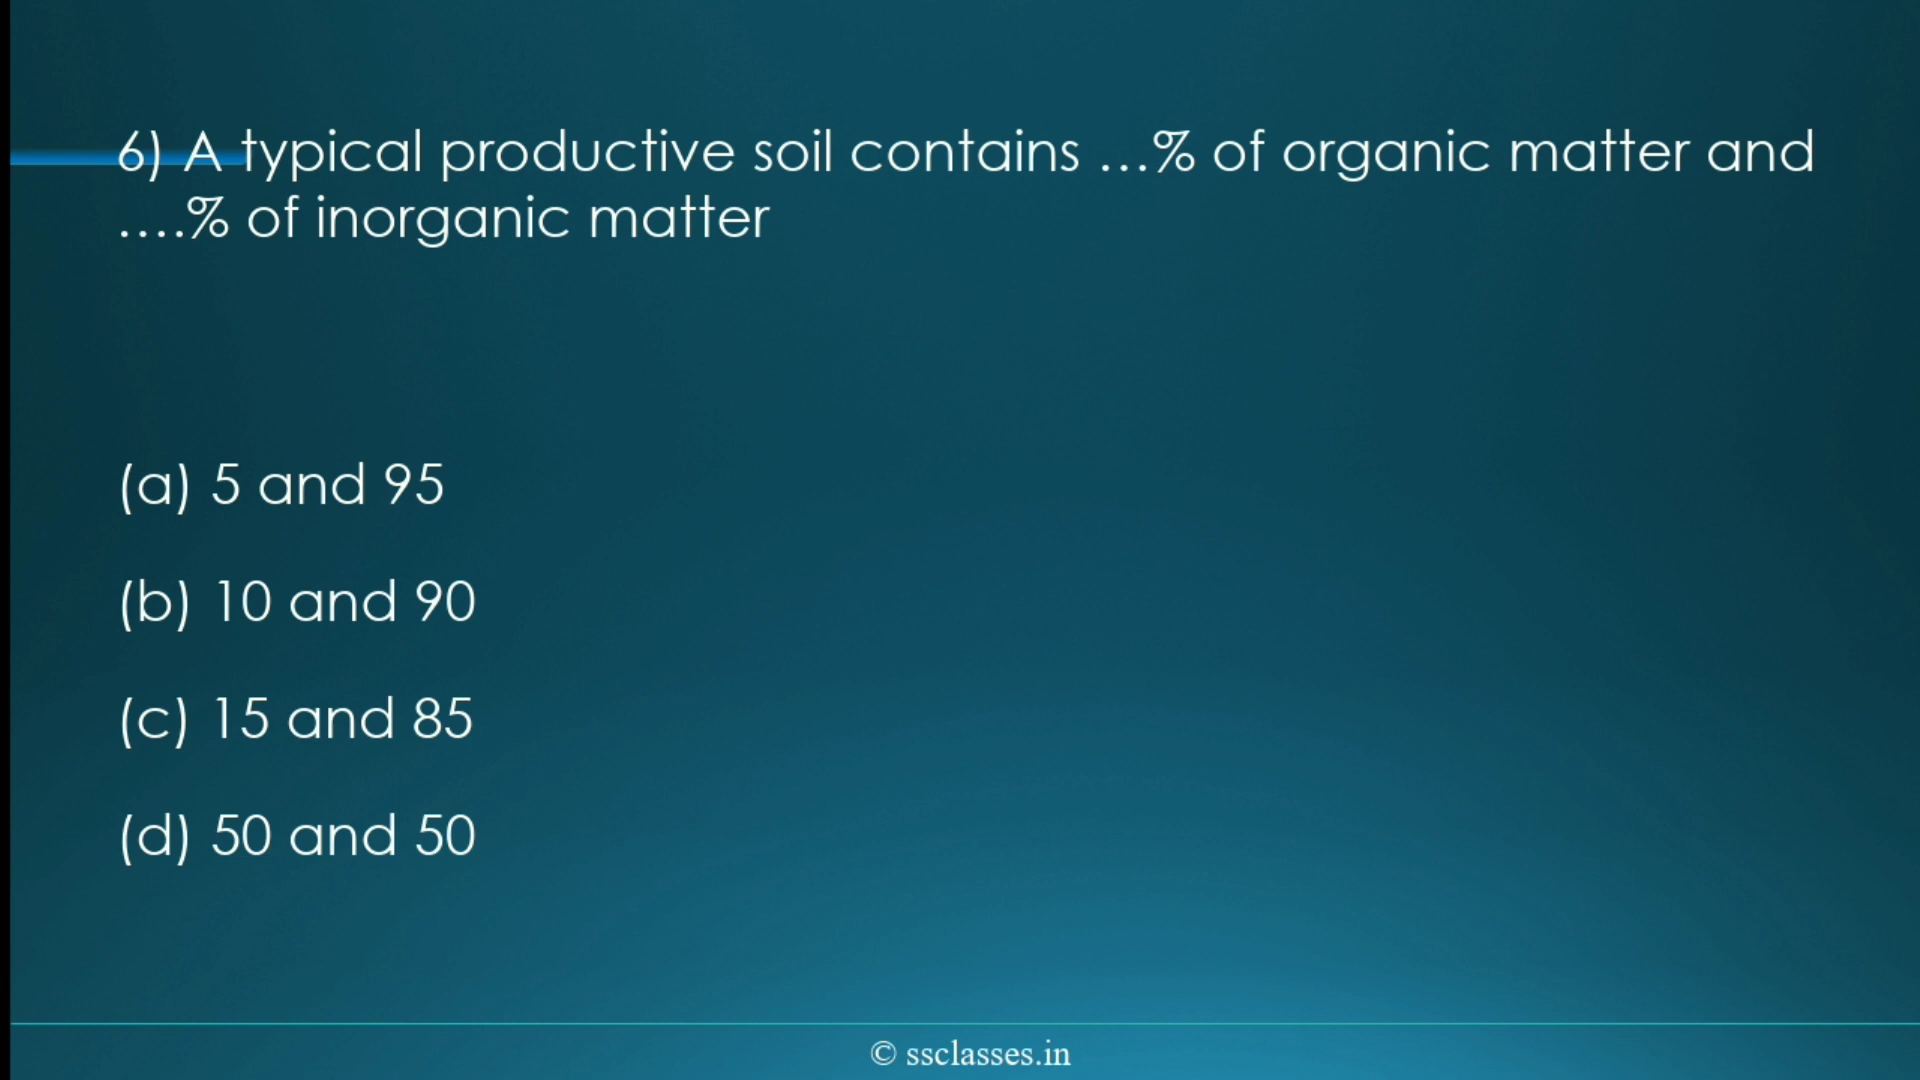 6) A typical productive soil contains ...% of organic matter and
....% of inorganic matter
(a) 5 and 95
(b) 10 and 90
(c) 15 and 85
(d) 50 and 50
© ssclasses.in